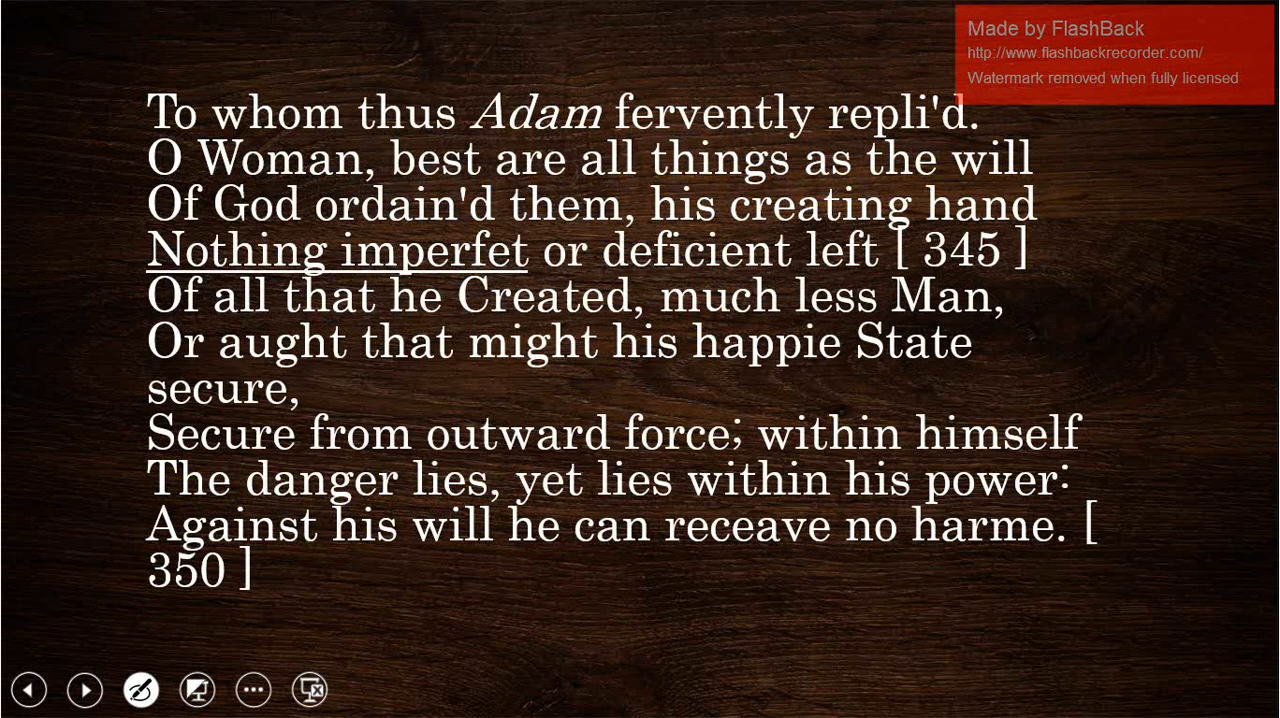 Made by FlashBack
http://www.flashbackrecorder.com/
Watermark removed when fully licensed
To whom thus Adam fervently repli'd.
O Woman, best are all things as the will
Of God ordain'd them, his creating hand
Nothing imperfet or deficient left [ 345 ]
Of all that he Created, much less Man,
Or aught that might his happie State
secure,
Secure from outward force; within himself
The danger lies, yet lies within his power:
Against his will he can receave no harme. [
350 ]